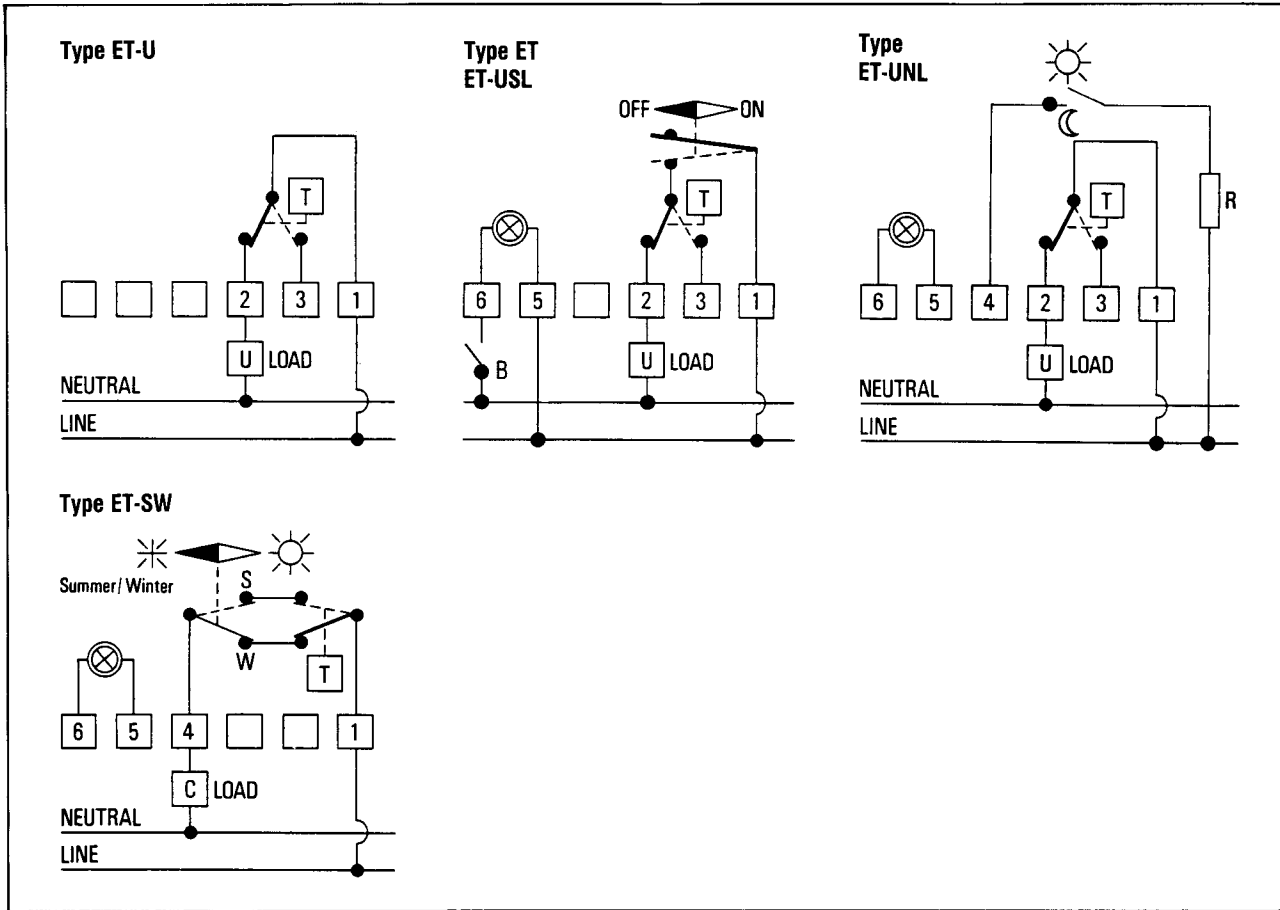 Type ET-U
T
2 3 1
U LOAD
NEUTRAL
LINE
Type ET
ET-USL
OFF ON
T
6 5 2 3 1
B
U LOAD
Type
ET-UNL
T
R
6 5 4 2 3 1
U LOAD
NEUTRAL
LINE
Type ET-SW
Summer/Winter
S
W
T
6 5 4 1
C LOAD
NEUTRAL
LINE